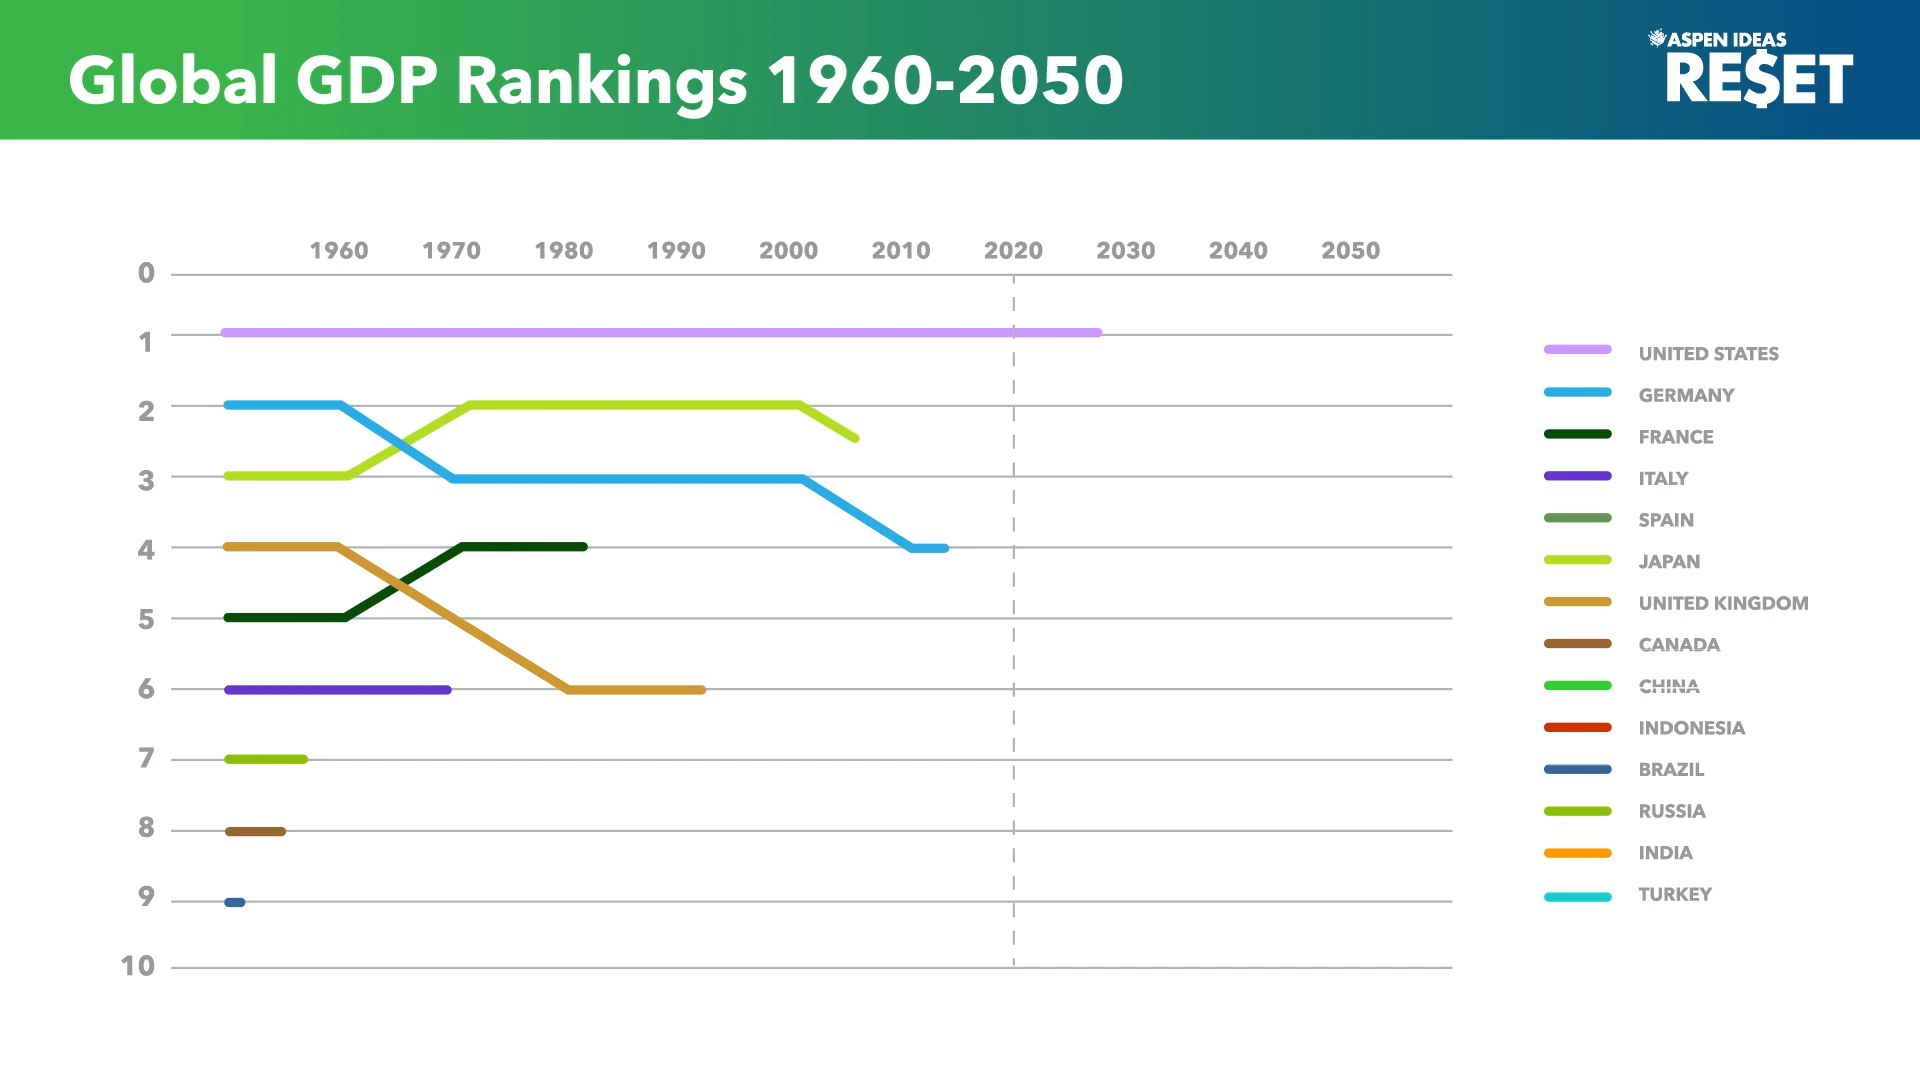 Global GDP Rankings 1960-2050
ASPEN IDEAS
RE$ET
1960 1970 1980 1990 2000 2010 2020 2030 2040 2050
0
1
2
3
4
5
6
7
8
9
10
UNITED STATES
GERMANY
FRANCE
ITALY
SPAIN
JAPAN
UNITED KINGDOM
CANADA
CHINA
INDONESIA
BRAZIL
RUSSIA
INDIA
TURKEY